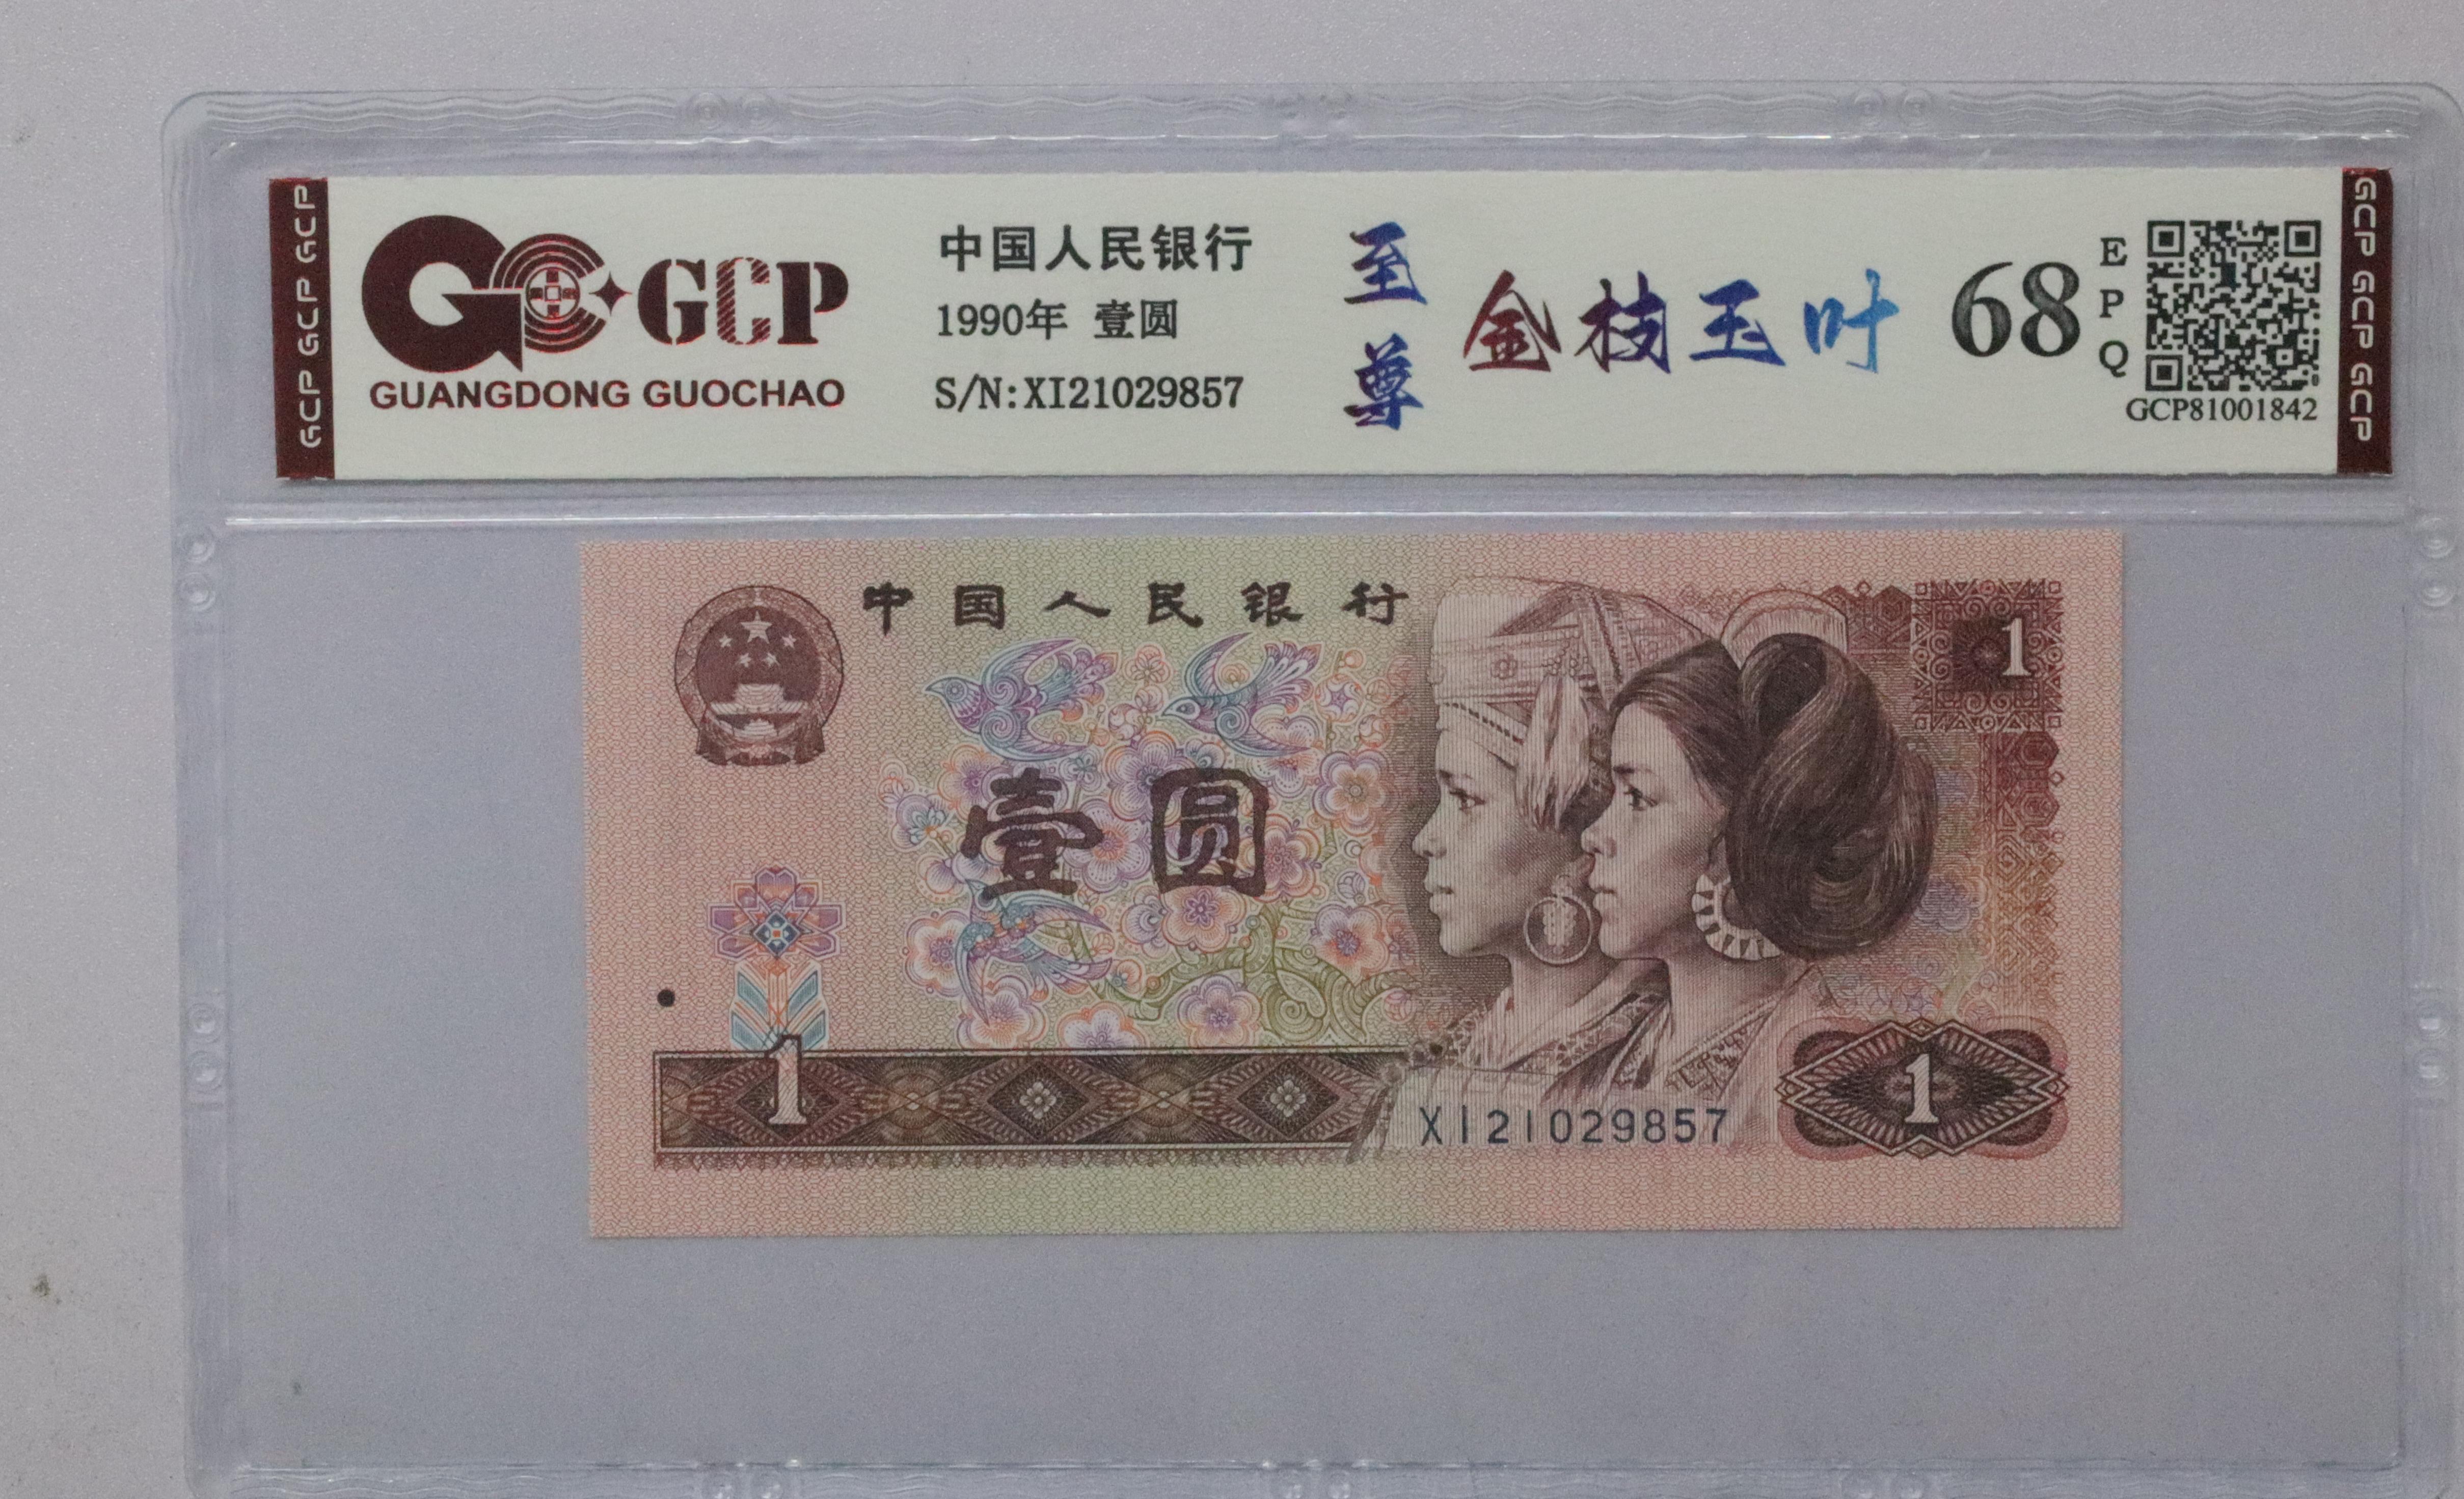 GCP GCP GCP
GCP
GUANGDONG GUOCHAO
中国人民银行
1990年 壹圆
S/N:XI21029857
至尊
金枝玉叶
68
EPQ
GCP81001842
GCP GCP GCP
中国人民银行
1
壹圆
1
1
XI21029857